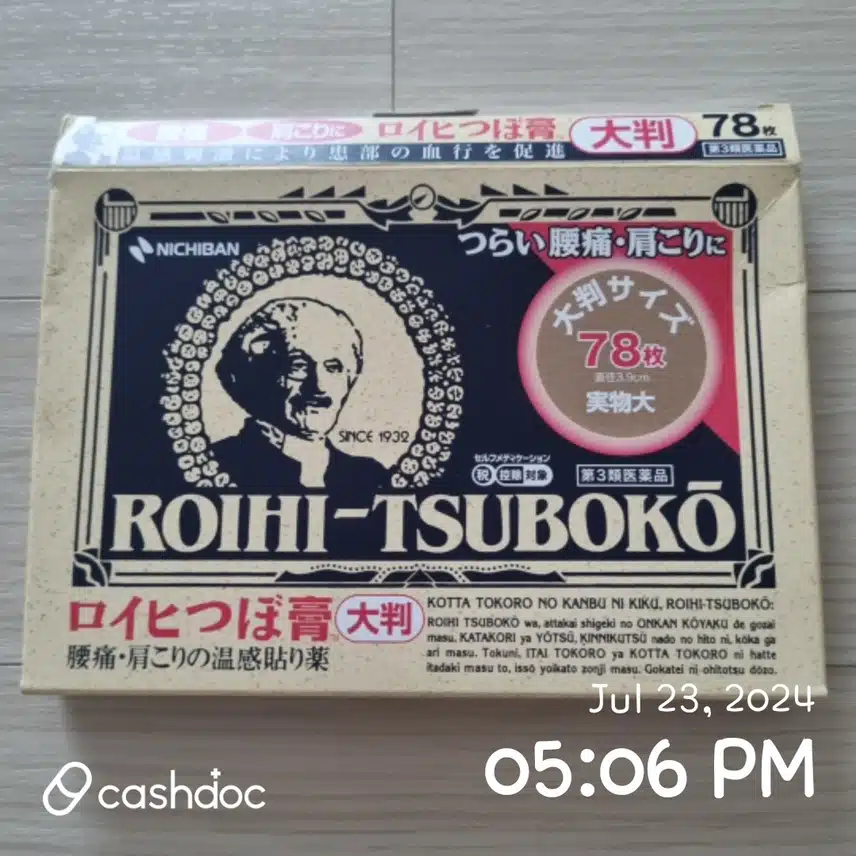 肩こりに ロイヒつぼ膏 大判 78枚
温感刺激により患部の血行を促進 第3類医薬品
NICHIBAN
つらい腰痛・肩こりに
大判サイズ
78枚
直径3.9cm
実物大
SINCE 1932
セルフメディケーション
税 控除 対象
第3類医薬品
ROIHI-TSUBOKŌ
ロイヒつぼ膏 大判
腰痛・肩こりの温感貼り薬
KOTTA TOKORO NO KANBU NI KIKU, ROIHI-TSUBOKŌ:
ROIHI TSUBOKŌ wa, attakai shigeki no ONKAN KŌYAKU de gozai
masu. KATAKORI ya YŌTSŪ, KINNIKUTSŪ nado no hito ni, kōka ga
ari masu. Tokuni, ITAI TOKORO ya KOTTA TOKORO ni hatte
itadaki masu to, issō yoikato zonji masu. Gokatei ni ohitotsu dōzo.
Jul 23, 2024
05:06 PM
cashdoc